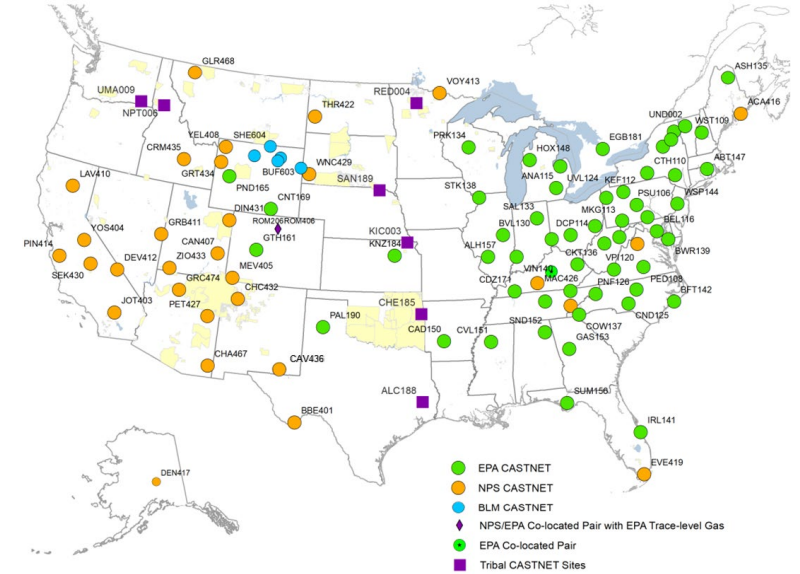 GLR468
VOY413
ASH135
UMA009
RED004
ACA416
NPT006
THR422
UND002
WST109
YEL408
SHE604
PRK134
EGB181
CRM435
HOX148
CTH110
ABT147
GRT434
BUF603
WNC429
ANA115
UVL124
LAV410
PND165
SAN189
STK138
KEF112
WSP144
CNT169
PSU106
DIN431
SAL133
MKG113
GRB411
ROM206ROM406
BVL130
DCP114
BEL116
YOS404
CAN407
GTH161
KIC003
PIN414
ZIO433
KNZ184
ALH157
CKT136
BWR139
DEV412
MEV405
VPI120
SEK430
GRC474
CHC432
VIN140
CDZ171
MAC426
PNF126
PED108
JOT403
PET427
CHE185
BFT142
PAL190
CAD150
CVL151
SND152
COW137
CND125
GAS153
CHA467
CAV436
ALC188
SUM156
BBE401
IRL141
EVE419
DEN417
EPA CASTNET
NPS CASTNET
BLM CASTNET
NPS/EPA Co-located Pair with EPA Trace-level Gas
EPA Co-located Pair
Tribal CASTNET Sites